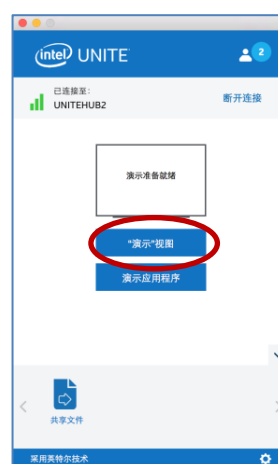 intel UNITE
2
已连接至:
UNITEHUB2
断开连接
演示准备就绪
"演示"视图
演示应用程序
共享文件
采用英特尔技术